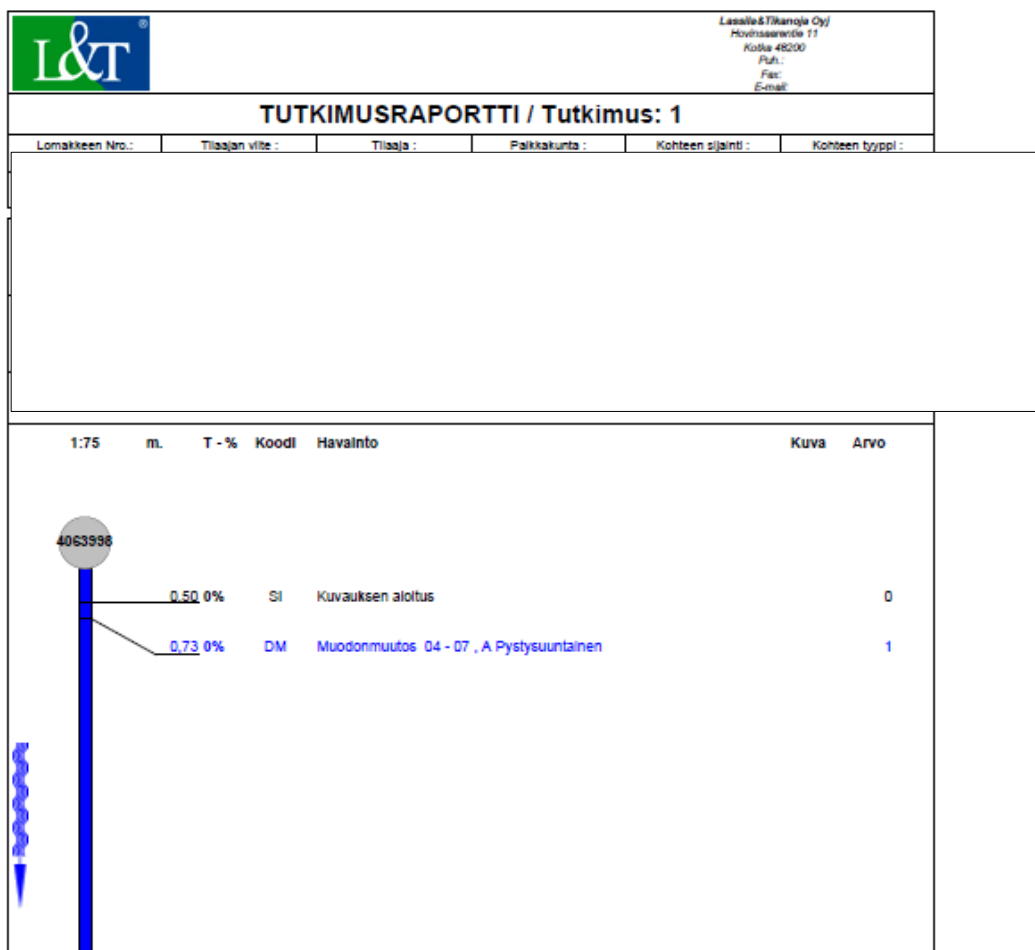 L&T®
Lassila&Tikanoja Oyj
Hovinsaarentie 11
Kotka 48200
Puh.:
Fax:
E-mail:
TUTKIMUSRAPORTTI / Tutkimus: 1
Lomakkeen Nro.: Tilaajan viite : Tilaaja : Paikkakunta : Kohteen sijainti : Kohteen tyyppi :
1:75 m. T - % Koodi Havainto Kuva Arvo
4063998
0.50 0% SI Kuvauksen aloitus 0
0,73 0% DM Muodonmuutos 04 - 07 , A Pystysuuntainen 1